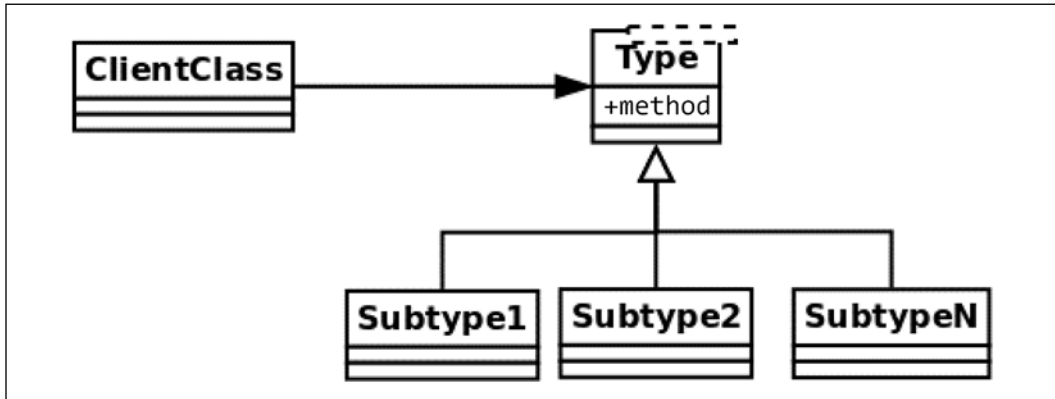 ClientClass
Type
+method
Subtype1
Subtype2
SubtypeN